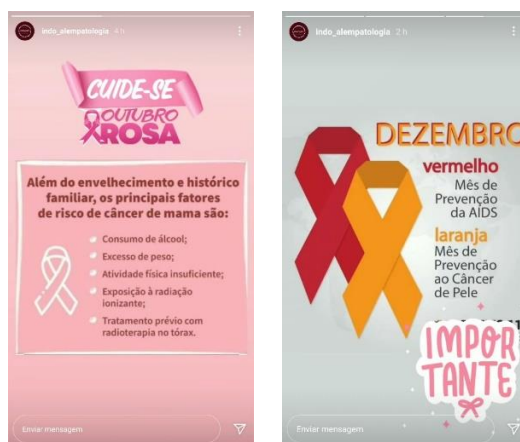 indo_alempatologia 4 h
CUIDE-SE
OUTUBRO
ROSA
Além do envelhecimento e histórico
familiar, os principais fatores
de risco de câncer de mama são:
Consumo de álcool;
Excesso de peso;
Atividade física insuficiente;
Exposição à radiação
ionizante;
Tratamento prévio com
radioterapia no tórax.
Enviar mensagem
indo_alempatologia 2 h
DEZEMBRO
vermelho
Mês de
Prevenção
da AIDS
laranja
Mês de
Prevenção
ao Câncer
de Pele
IMPOR
TANTE
Enviar mensagem